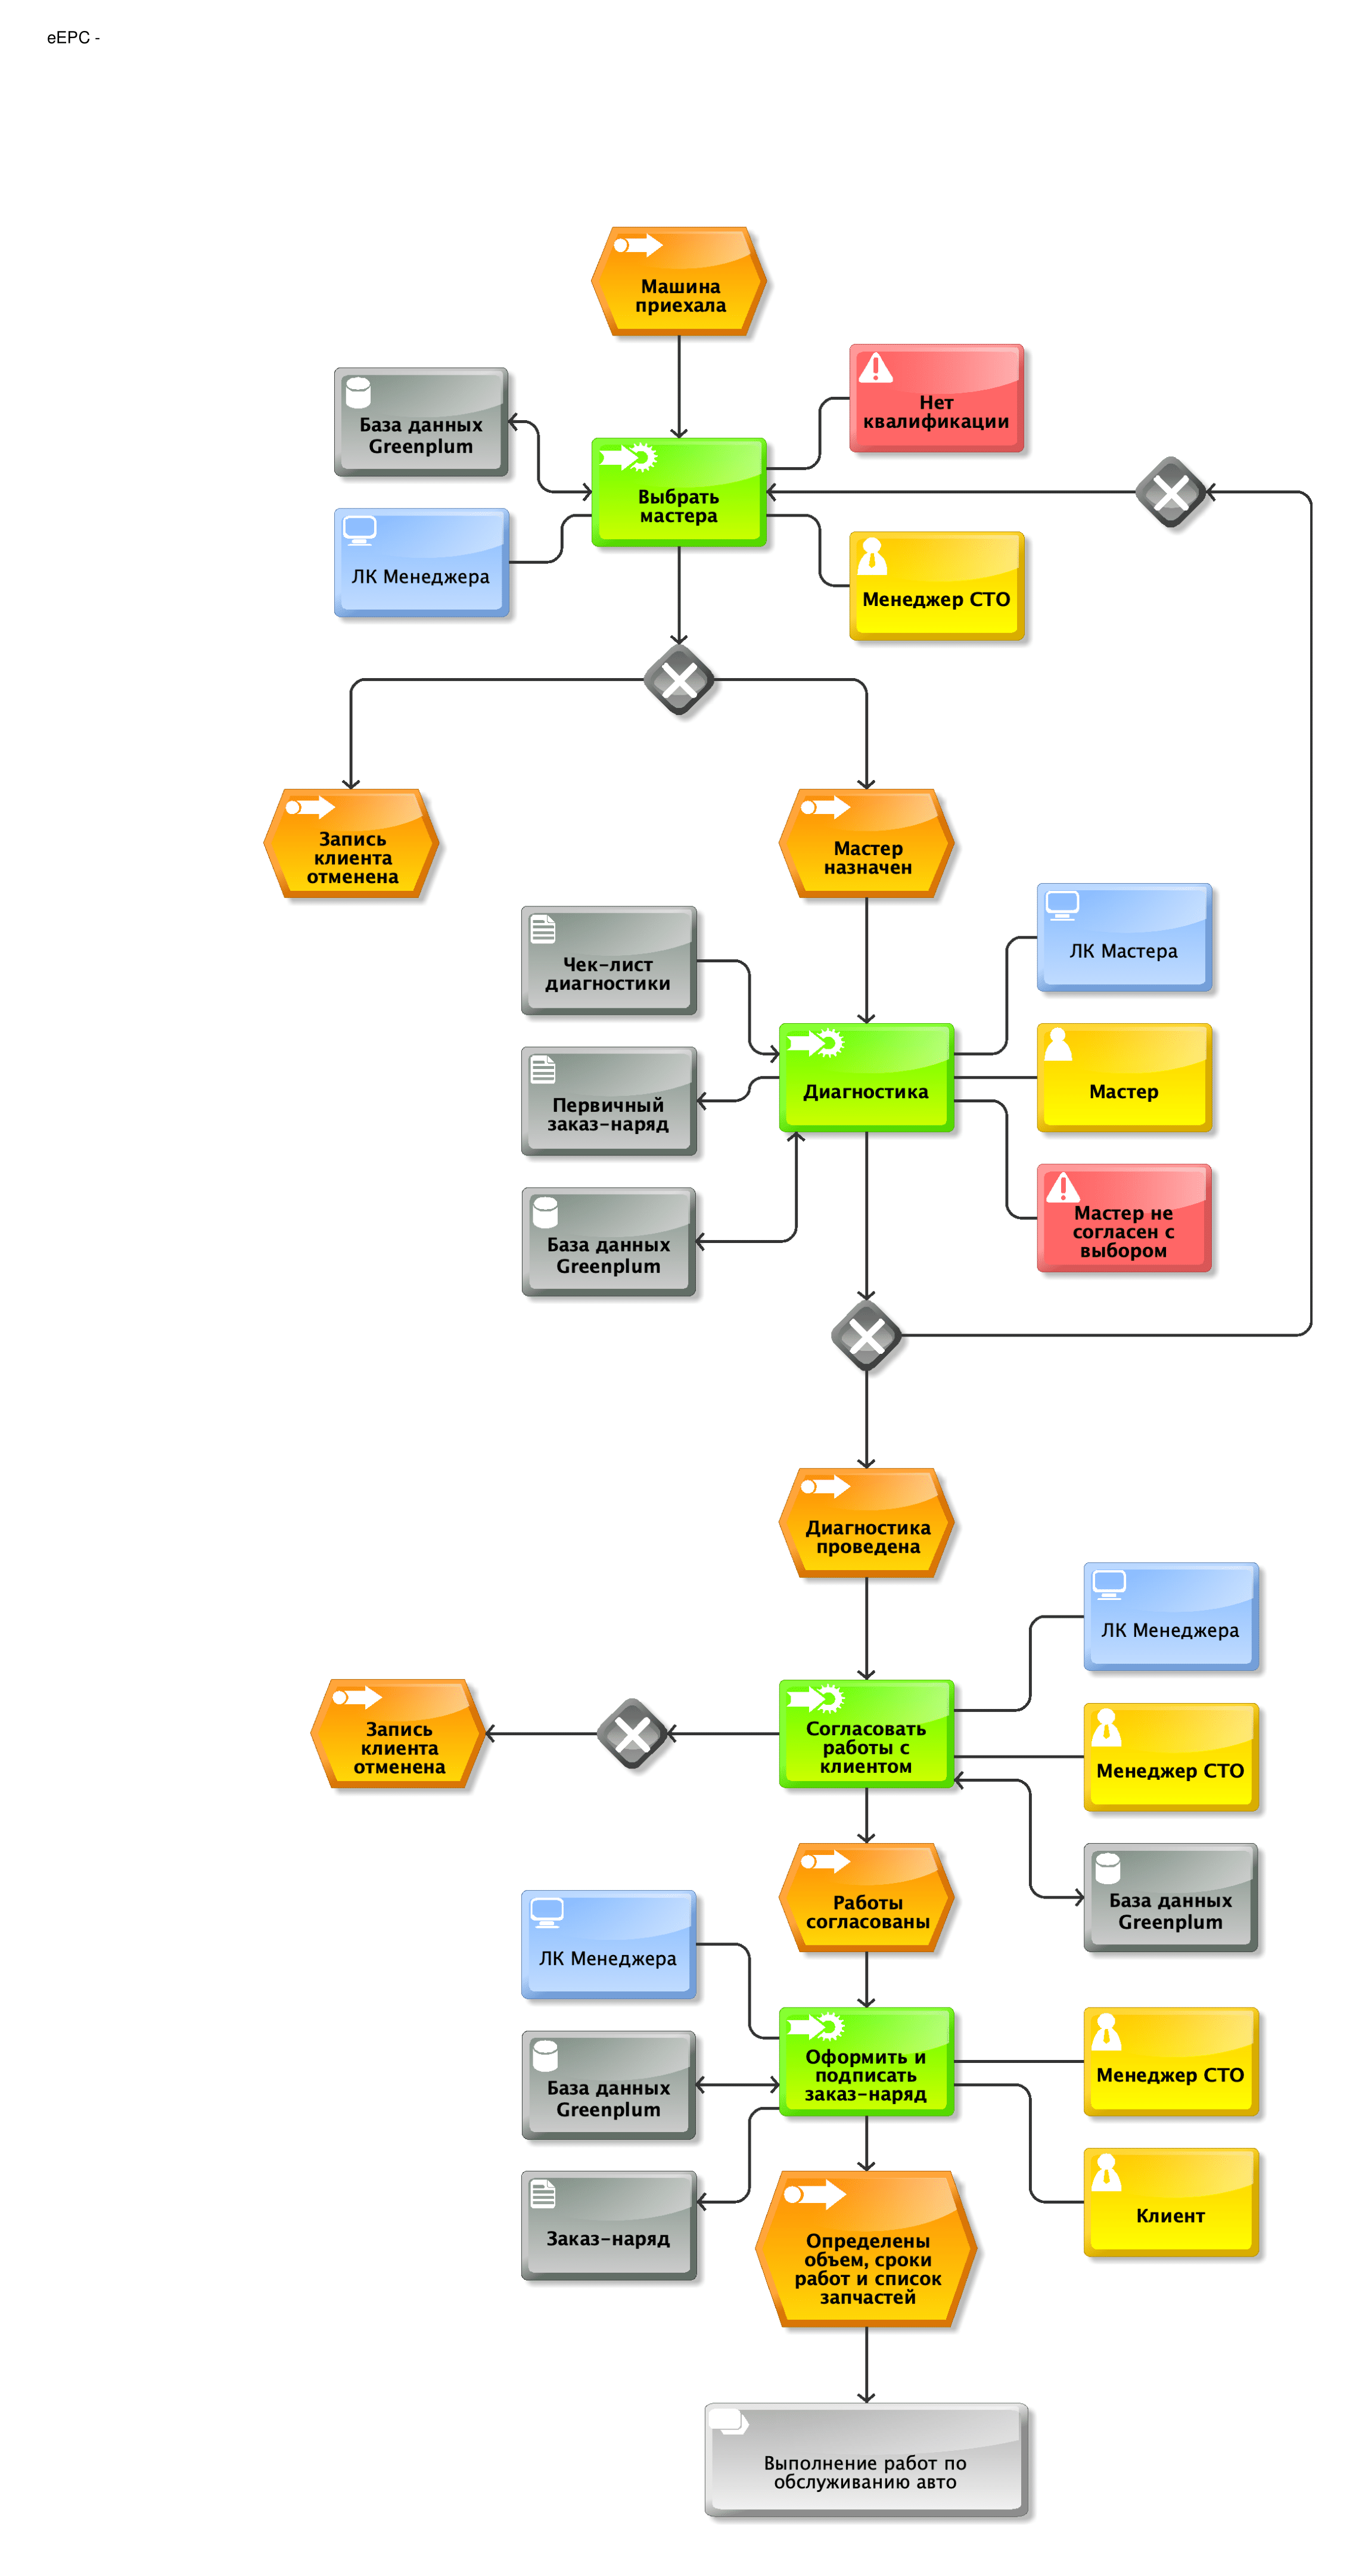 eEPC -
Машина
приехала
Нет
квалификации
База данных
Greenplum
Выбрать
мастера
ЛК Менеджера
Менеджер СТО
Запись
клиента
отменена
Мастер
назначен
ЛК Мастера
Чек-лист
диагностики
Диагностика
Мастер
Первичный
заказ-наряд
Мастер не
согласен с
выбором
База данных
Greenplum
Диагностика
проведена
ЛК Менеджера
Запись
клиента
отменена
Согласовать
работы с
клиентом
Менеджер СТО
Работы
согласованы
База данных
Greenplum
ЛК Менеджера
Оформить и
подписать
заказ-наряд
Менеджер СТО
База данных
Greenplum
Клиент
Заказ-наряд
Определены
объем, сроки
работ и список
запчастей
Выполнение работ по
обслуживанию авто